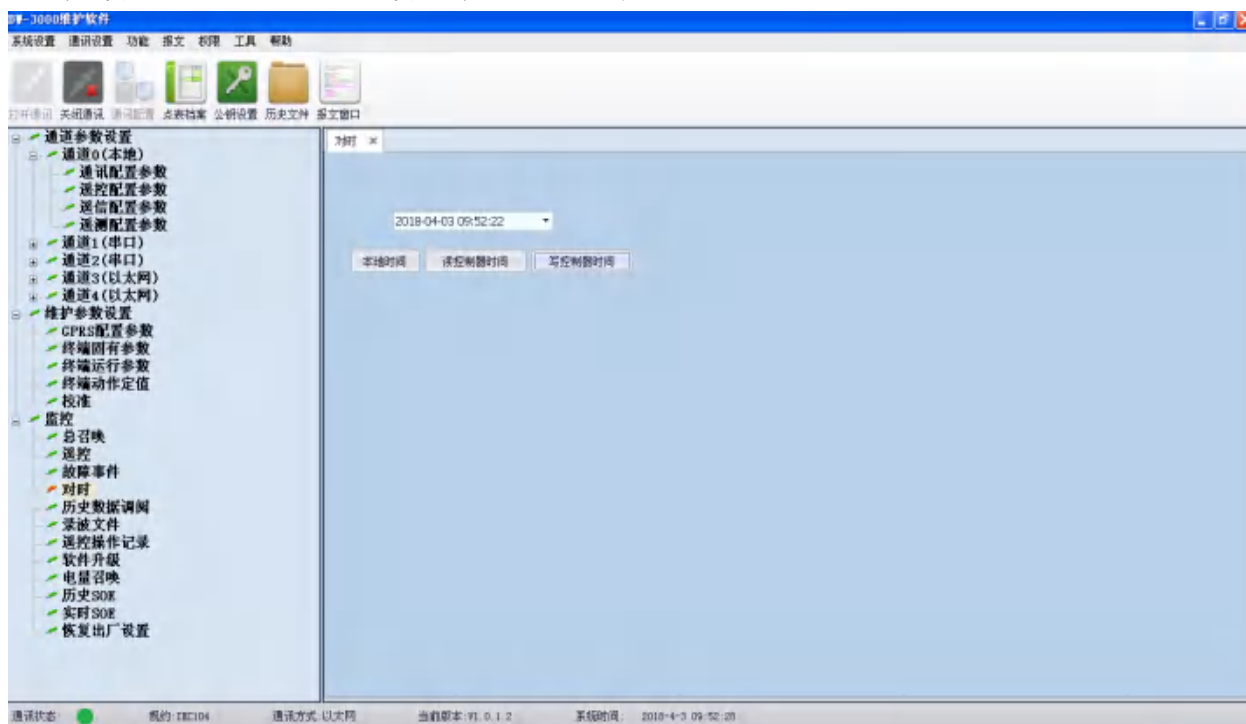 DW-3000维护软件
系统设置 通讯设置 功能 报文 权限 工具 帮助
打开通讯 关闭通讯 通讯配置 点表档案 公钥设置 历史文件 报文窗口
通道参数设置
对时
通道0(本地)
通讯配置参数
遥控配置参数
遥信配置参数
遥测配置参数
2018-04-03 09:52:22
通道1(串口)
通道2(串口)
本地时间 读控制器时间 写控制器时间
通道3(以太网)
通道4(以太网)
维护参数设置
GPRS配置参数
终端固有参数
终端运行参数
终端动作定值
校准
监控
总召唤
遥控
故障事件
对时
历史数据调阅
录波文件
遥控操作记录
软件升级
电量召唤
历史SOE
实时SOE
恢复出厂设置
通讯状态: 规约:IEC104 通讯方式:以太网 当前版本:V1.0.1.2 系统时间: 2018-4-3 09:52:28